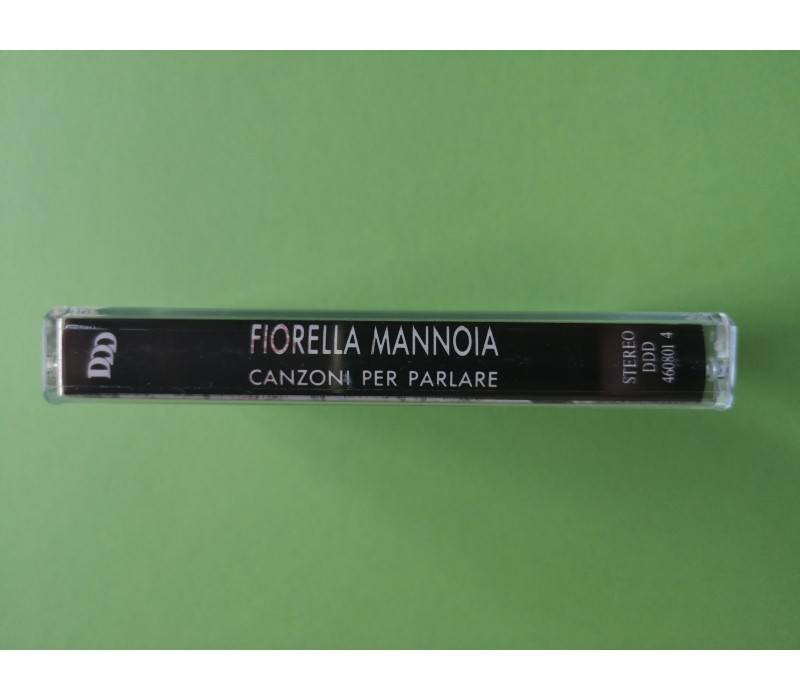 DDD
FIORELLA MANNOIA
CANZONI PER PARLARE
STEREO
DDD
460801 4